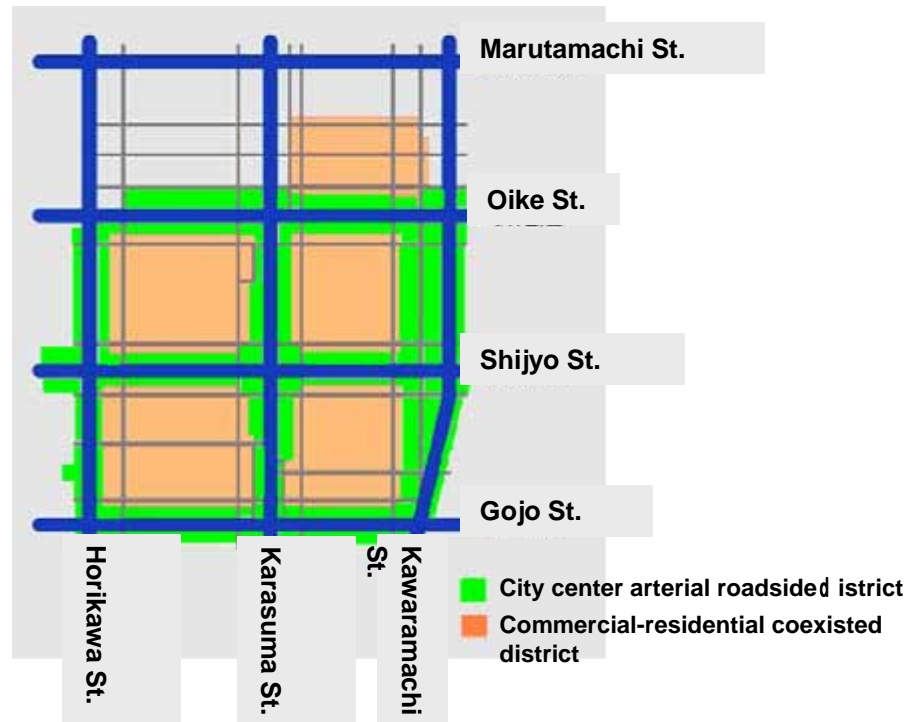 Marutamachi St.
Oike St.
Shijyo St.
Gojo St.
Horikawa St.
Karasuma St.
Kawaramachi
St.
City center arterial roadsided istrict
Commercial-residential coexisted
district